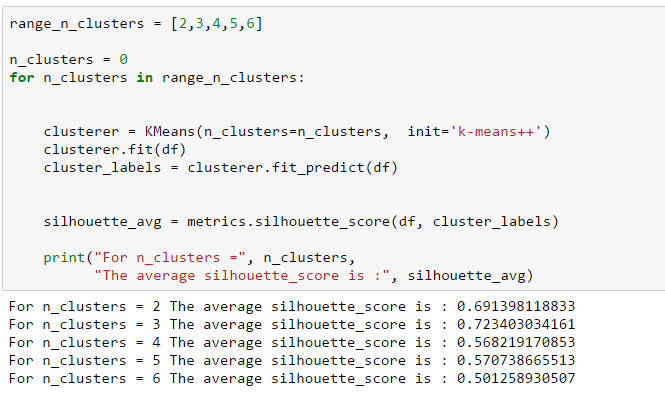 range_n_clusters = [2,3,4,5,6]
n_clusters = 0
for n_clusters in range_n_clusters:
clusterer = KMeans(n_clusters=n_clusters,  init='k-means++')
clusterer.fit(df)
cluster_labels = clusterer.fit_predict(df)
silhouette_avg = metrics.silhouette_score(df, cluster_labels)
print("For n_clusters =", n_clusters,
"The average silhouette_score is :", silhouette_avg)
For n_clusters = 2 The average silhouette_score is : 0.691398118833
For n_clusters = 3 The average silhouette_score is : 0.723403034161
For n_clusters = 4 The average silhouette_score is : 0.568219170853
For n_clusters = 5 The average silhouette_score is : 0.570738665513
For n_clusters = 6 The average silhouette_score is : 0.501258930507